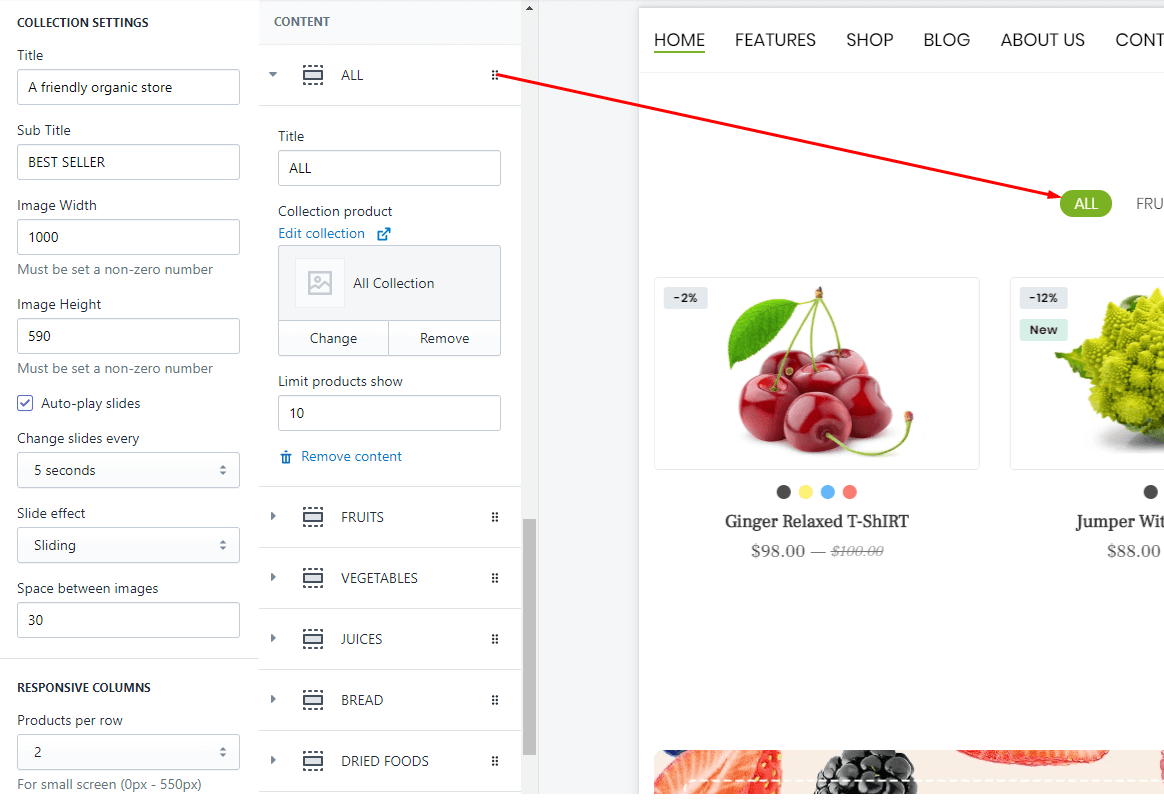 COLLECTION SETTINGS
Title
A friendly organic store
Sub Title
BEST SELLER
Image Width
1000
Must be set a non-zero number
Image Height
590
Must be set a non-zero number
Auto-play slides
Change slides every
5 seconds
Slide effect
Sliding
Space between images
30
RESPONSIVE COLUMNS
Products per row
2
For small screen (0px - 550px)
CONTENT
ALL
Title
ALL
Collection product
Edit collection
All Collection
Change Remove
Limit products show
10
Remove content
FRUITS
VEGETABLES
JUICES
BREAD
DRIED FOODS
HOME FEATURES SHOP BLOG ABOUT US CONT
ALL FRU
-2%
Ginger Relaxed T-ShIRT
$98.00 — $100.00
-12%
New
Jumper Wit
$88.00